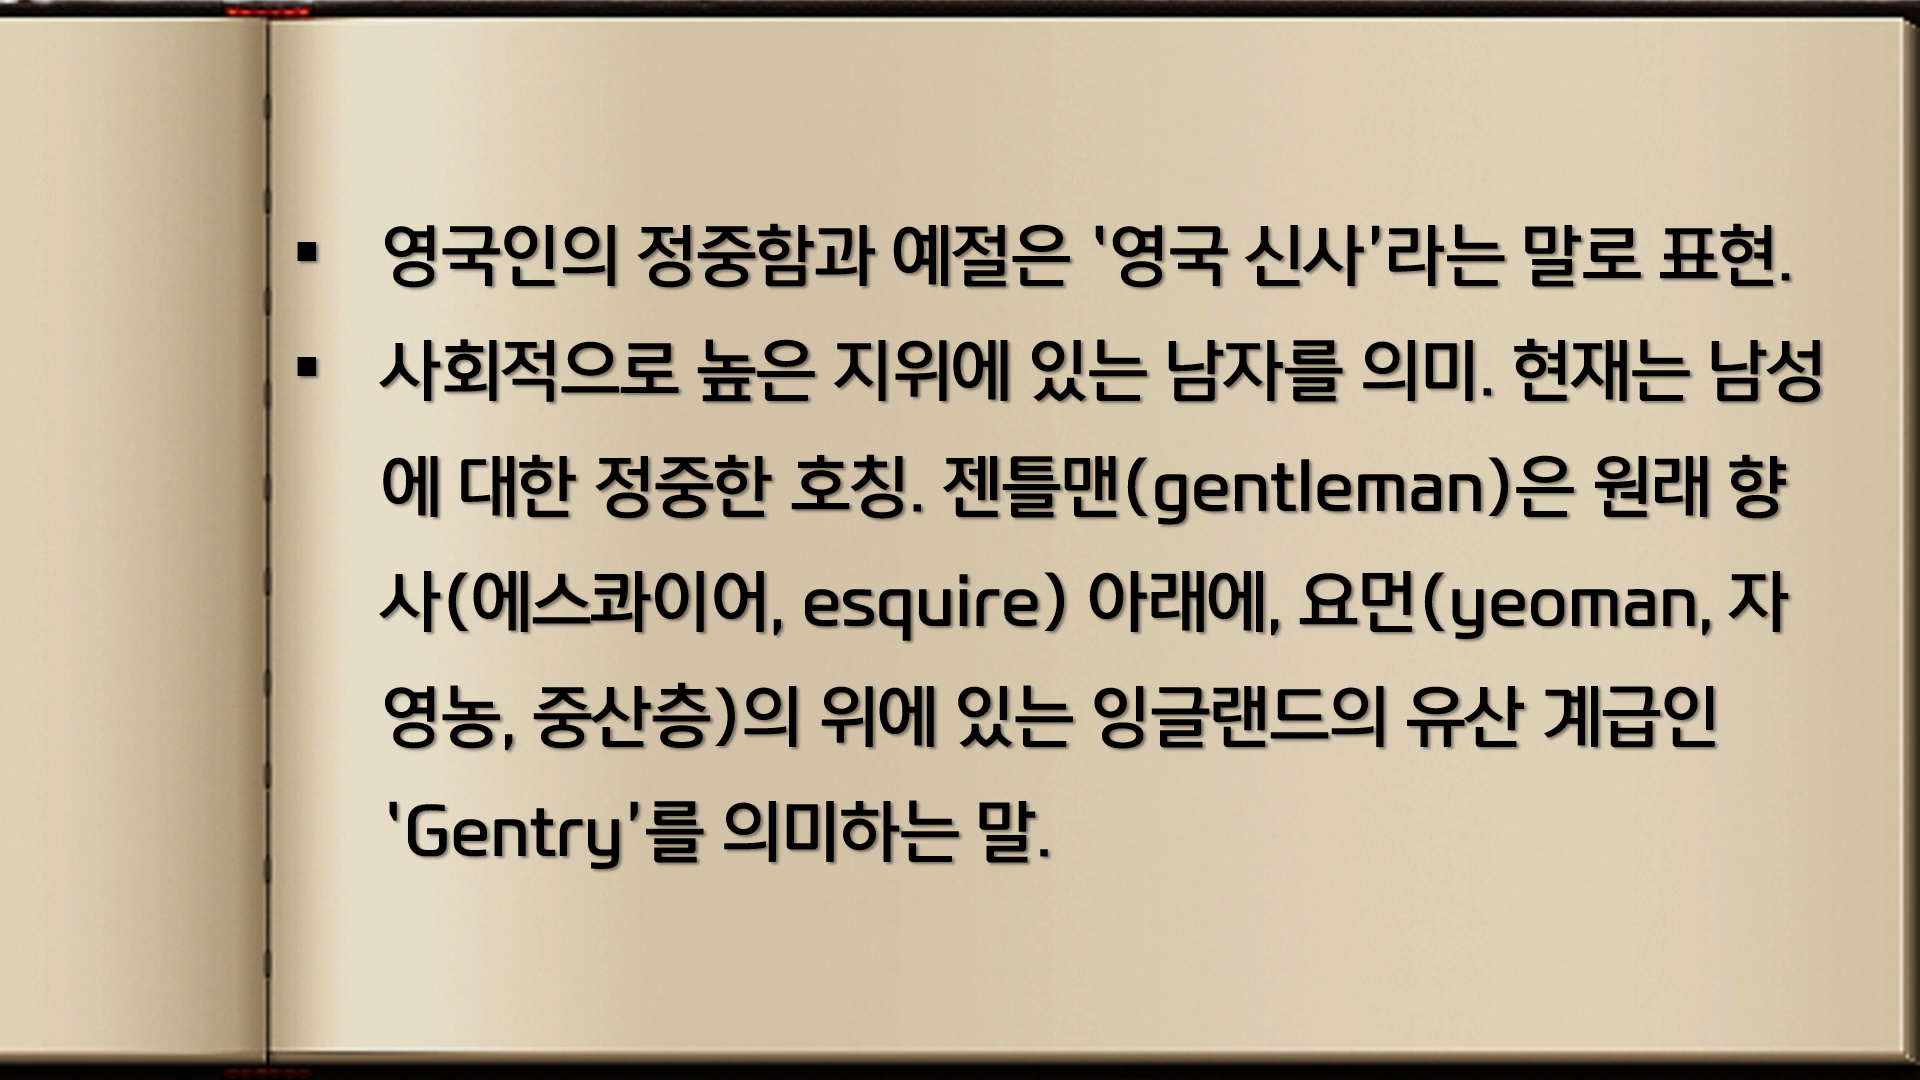 ▪ 영국인의 정중함과 예절은 ‘영국 신사’라는 말로 표현.
▪ 사회적으로 높은 지위에 있는 남자를 의미. 현재는 남성
에 대한 정중한 호칭. 젠틀맨(gentleman)은 원래 향
사(에스콰이어, esquire) 아래에, 요먼(yeoman, 자
영농, 중산층)의 위에 있는 잉글랜드의 유산 계급인
‘Gentry’를 의미하는 말.